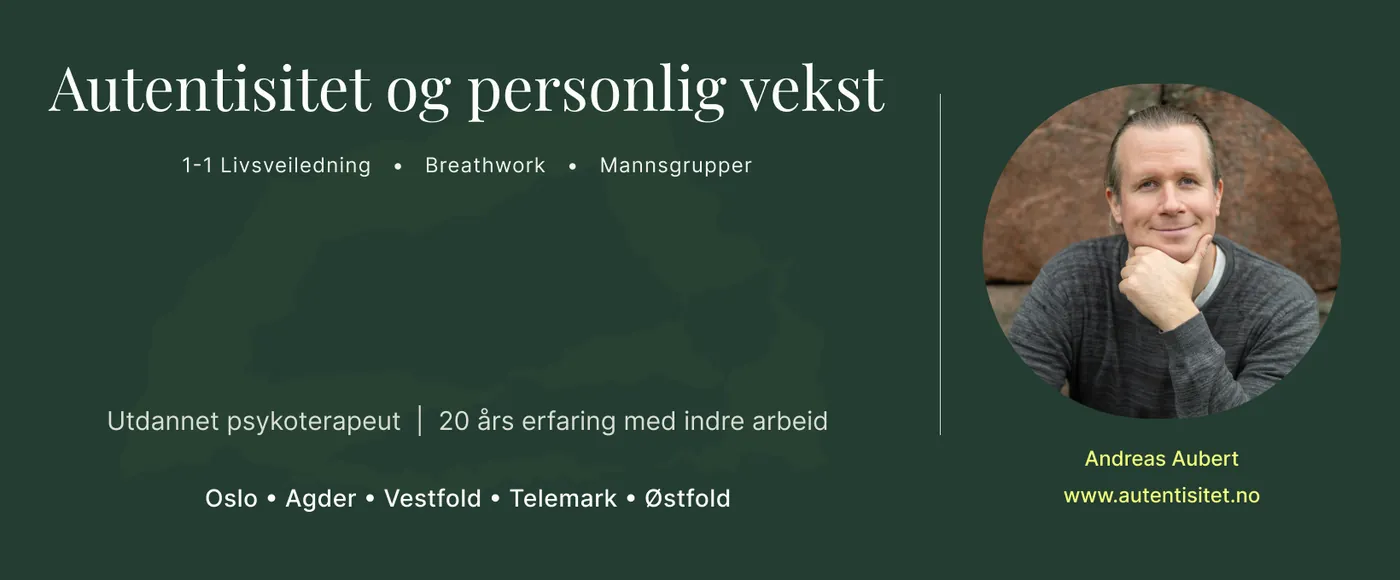 Autentisitet og personlig vekst
1-1 Livsveiledning • Breathwork • Mannsgrupper
Utdannet psykoterapeut | 20 års erfaring med indre arbeid
Oslo • Agder • Vestfold • Telemark • Østfold
Andreas Aubert
www.autentisitet.no